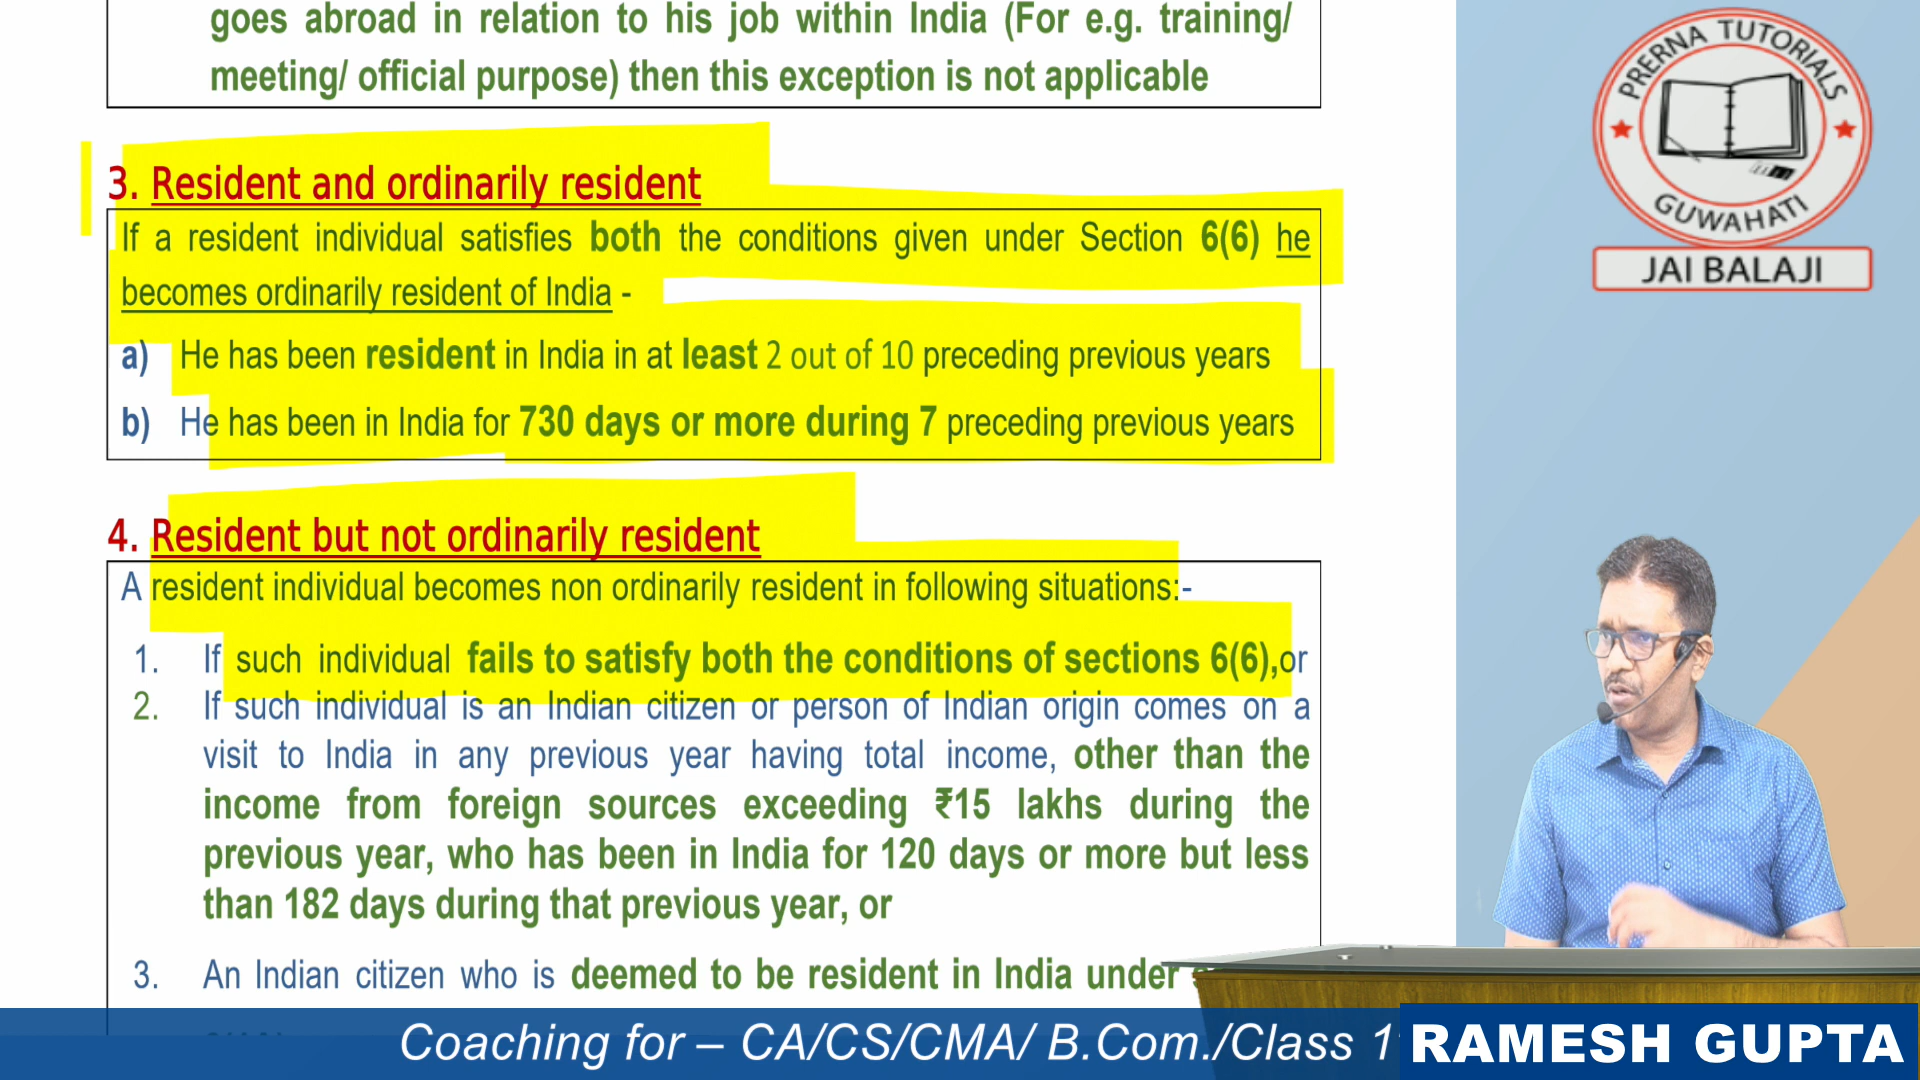 goes abroad in relation to his job within India (For e.g. training/
meeting/ official purpose) then this exception is not applicable
3. Resident and ordinarily resident
If a resident individual satisfies both the conditions given under Section 6(6) he
becomes ordinarily resident of India -
a) He has been resident in India in at least 2 out of 10 preceding previous years
b) He has been in India for 730 days or more during 7 preceding previous years
4. Resident but not ordinarily resident
A resident individual becomes non ordinarily resident in following situations:-
1. If such individual fails to satisfy both the conditions of sections 6(6),or
2. If such individual is an Indian citizen or person of Indian origin comes on a
visit to India in any previous year having total income, other than the
income from foreign sources exceeding ₹15 lakhs during the
previous year, who has been in India for 120 days or more but less
than 182 days during that previous year, or
3. An Indian citizen who is deemed to be resident in India under
PRERNA TUTORIALS
GUWAHATI
JAI BALAJI
Coaching for – CA/CS/CMA/ B.Com./Class
RAMESH GUPTA